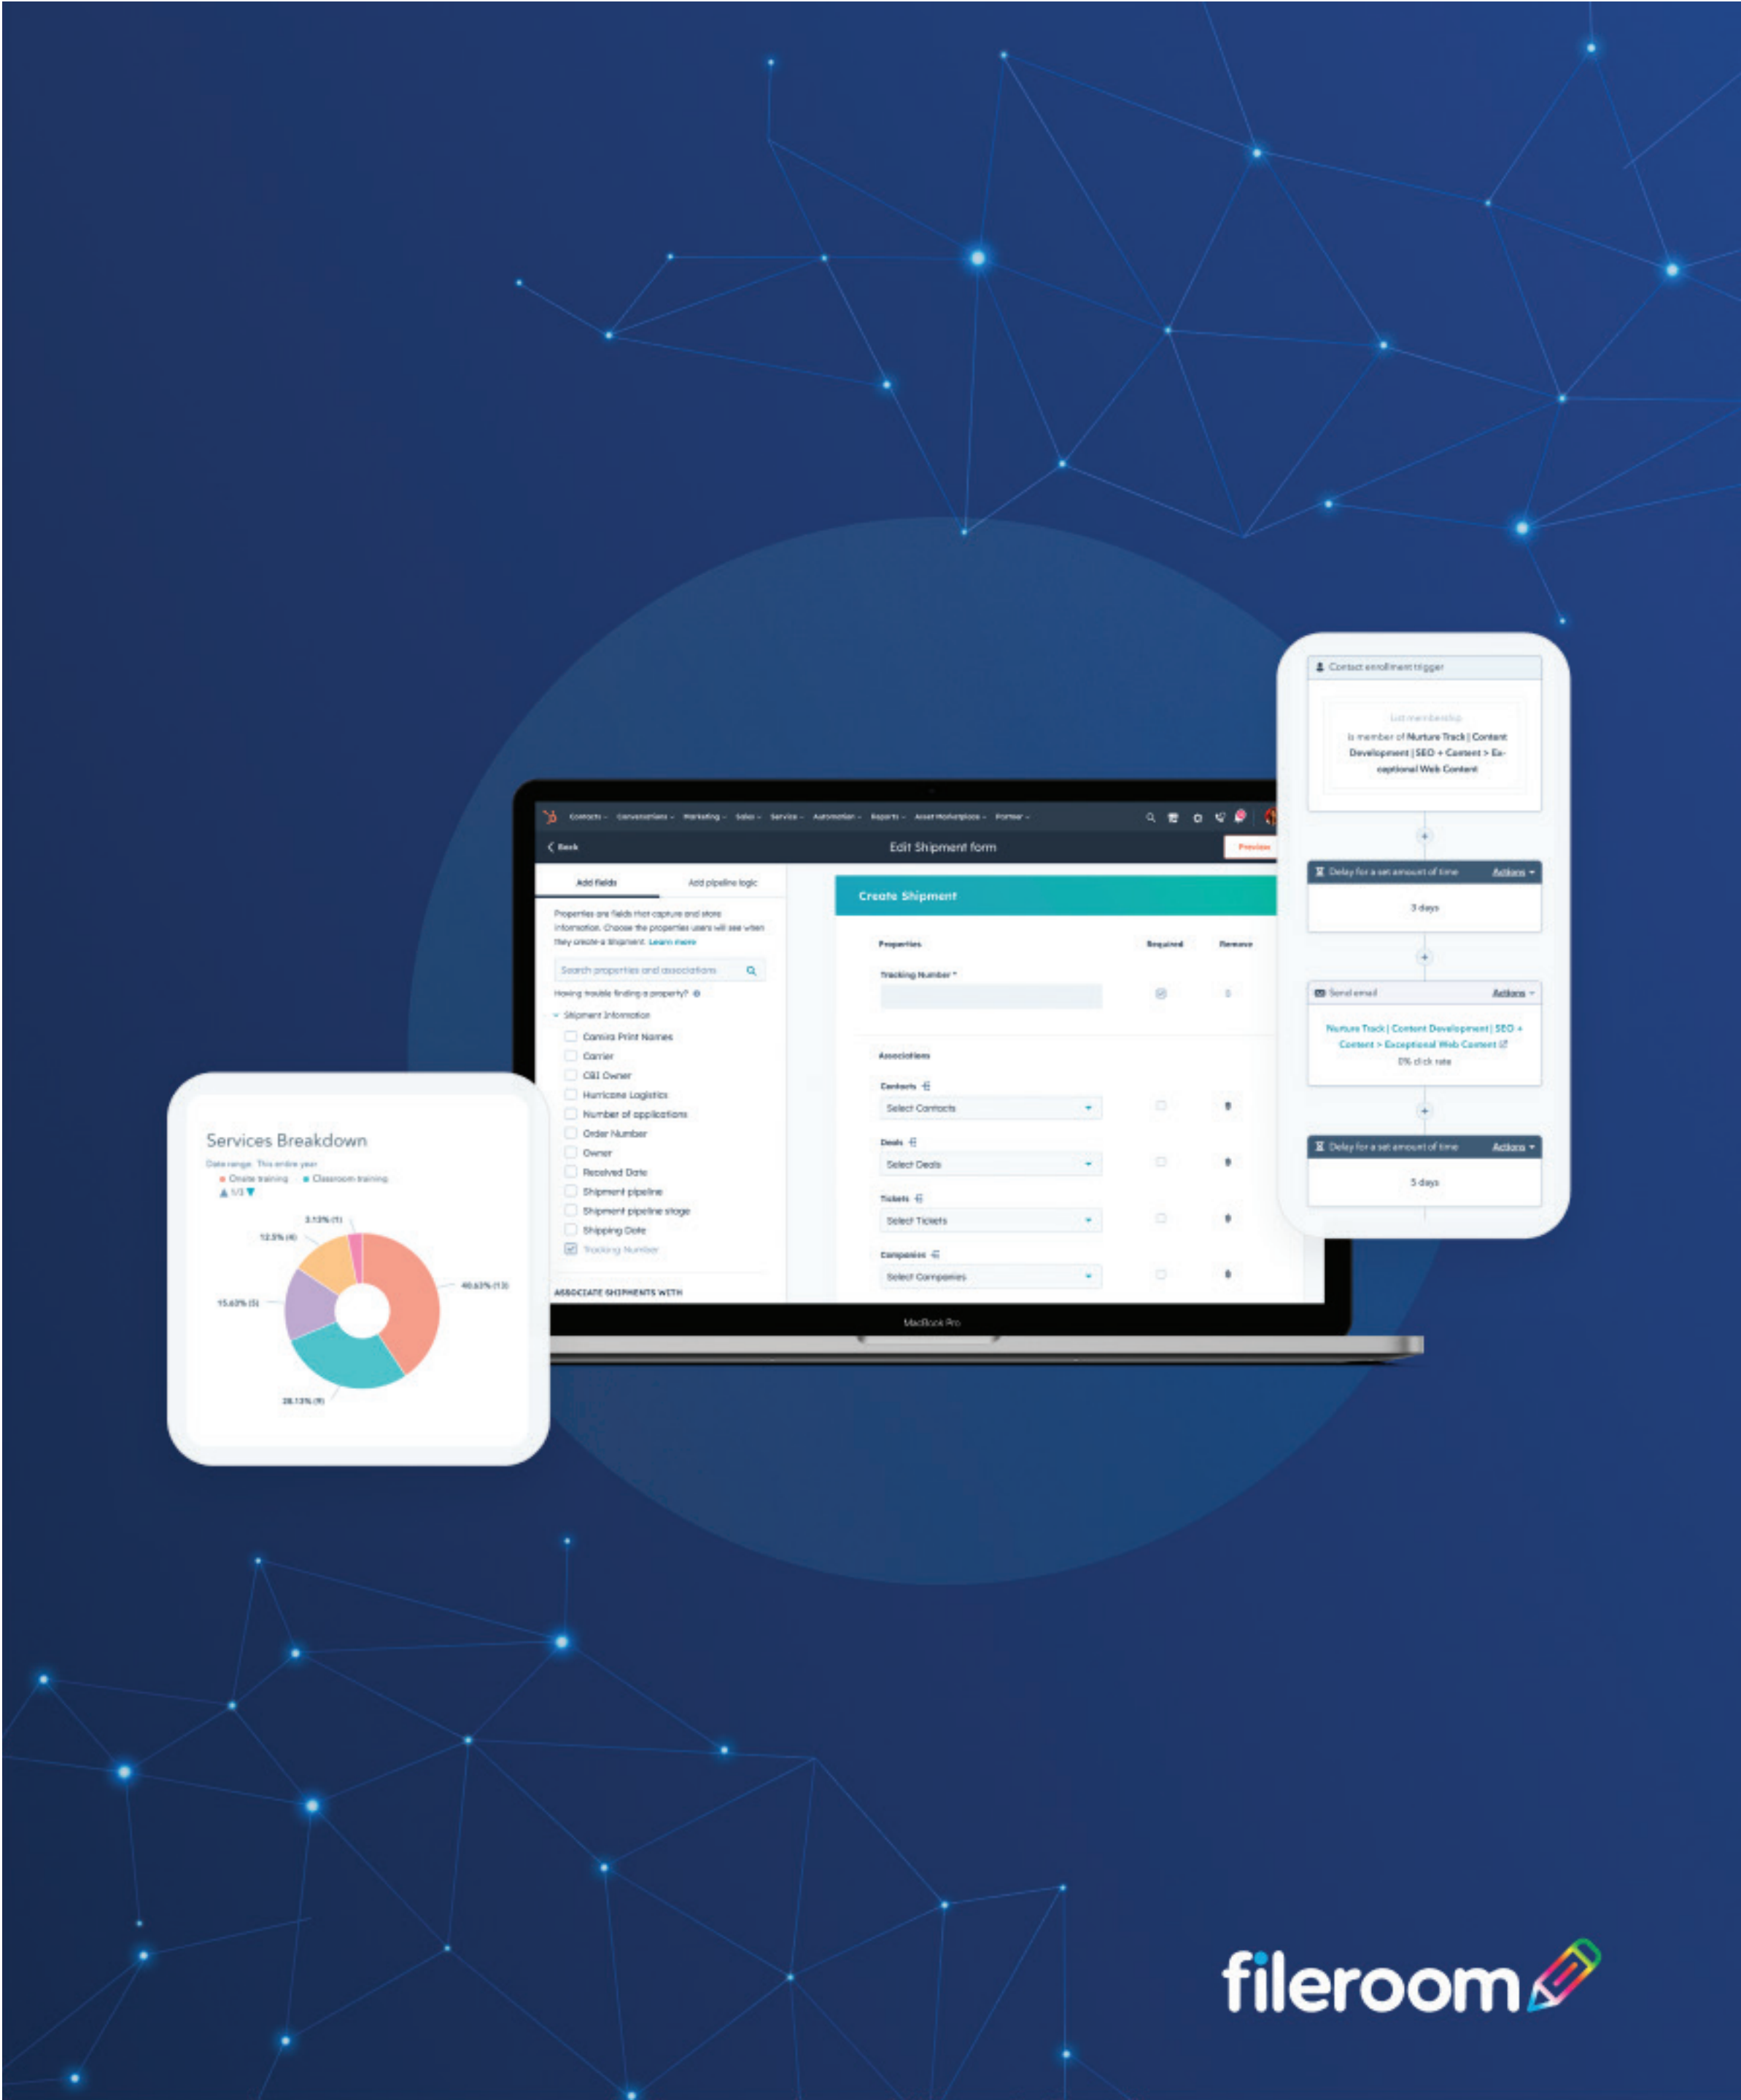 Contact enrollment trigger
List membership
is member of Nurture Track | Content
Development | SEO + Content > Ex-
ceptional Web Content
Delay for a set amount of time Actions
3 days
Send email Actions
Nurture Track | Content Development | SEO +
Content > Exceptional Web Content
0% click rate
Delay for a set amount of time Actions
5 days
Contacts Conversations Marketing Sales Service Automation Reports Asset Marketplace Partner
Back
Edit Shipment form
Preview
Add fields
Add pipeline logic
Properties are fields that capture and store
information. Choose the properties users will see when
they create a Shipment. Learn more
Search properties and associations
Having trouble finding a property?
Shipment Information
Camira Print Names
Carrier
CBI Owner
Hurricane Logistics
Number of applications
Order Number
Owner
Received Date
Shipment pipeline
Shipment pipeline stage
Shipping Date
Tracking Number
ASSOCIATE SHIPMENTS WITH
Create Shipment
Properties Required Remove
Tracking Number *
Associations
Contacts
Select Contacts
Deals
Select Deals
Tickets
Select Tickets
Companies
Select Companies
MacBook Pro
Services Breakdown
Date range: This entire year
Onsite training Classroom training
1/3
3.13% (1)
12.5% (4)
40.63% (13)
15.63% (5)
28.13% (9)
fileroom